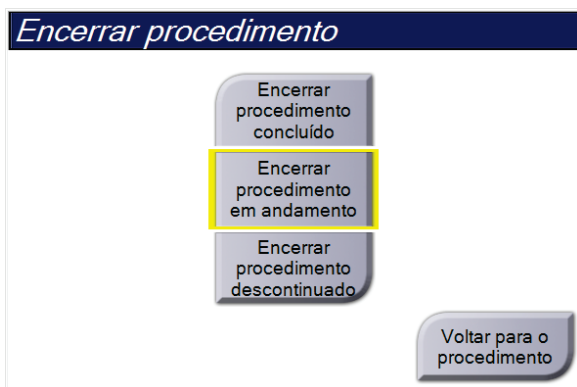 Encerrar procedimento
Encerrar
procedimento
concluído
Encerrar
procedimento
em andamento
Encerrar
procedimento
descontinuado
Voltar para o
procedimento